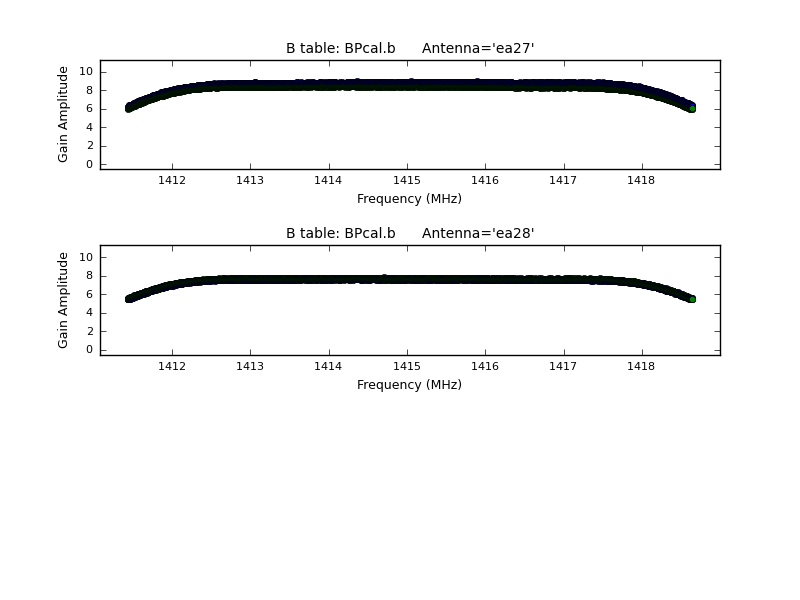 B table: BPcal.b      Antenna='ea27'
10
8
6
4
2
0
Gain Amplitude
1412 1413 1414 1415 1416 1417 1418
Frequency (MHz)
B table: BPcal.b      Antenna='ea28'
10
8
6
4
2
0
Gain Amplitude
1412 1413 1414 1415 1416 1417 1418
Frequency (MHz)